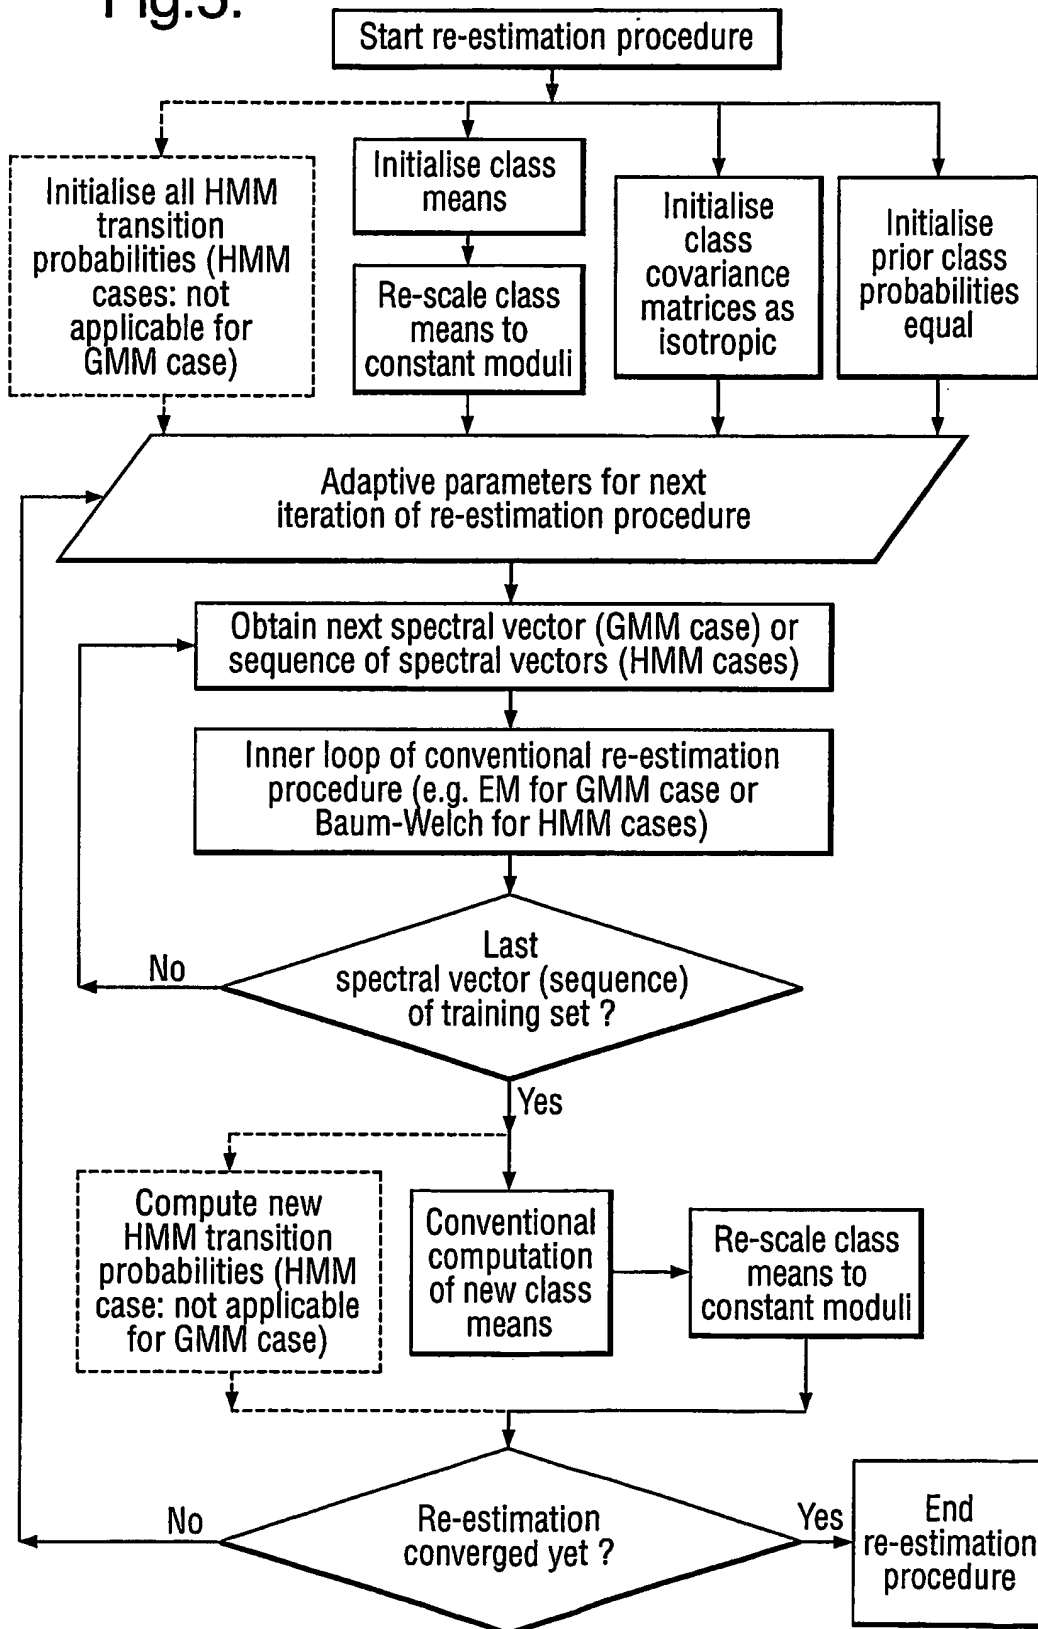 Fig.3.
Start re-estimation procedure
Initialise all HMM
transition
probabilities (HMM
cases: not
applicable for
GMM case)
Initialise class
means
Re-scale class
means to
constant moduli
Initialise
class
covariance
matrices as
isotropic
Initialise
prior class
probabilities
equal
Adaptive parameters for next
iteration of re-estimation procedure
Obtain next spectral vector (GMM case) or
sequence of spectral vectors (HMM cases)
Inner loop of conventional re-estimation
procedure (e.g. EM for GMM case or
Baum-Welch for HMM cases)
Last
spectral vector (sequence)
of training set ?
No
Yes
Compute new
HMM transition
probabilities (HMM
case: not applicable
for GMM case)
Conventional
computation
of new class
means
Re-scale class
means to
constant moduli
Re-estimation
converged yet ?
No
Yes
End
re-estimation
procedure